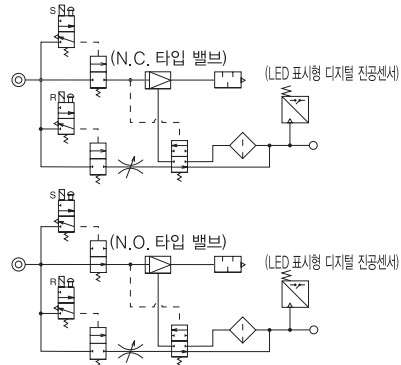 S
(N.C. 타입 밸브)
(LED 표시형 디지털 진공센서)
R
S
(N.O. 타입 밸브)
(LED 표시형 디지털 진공센서)
R